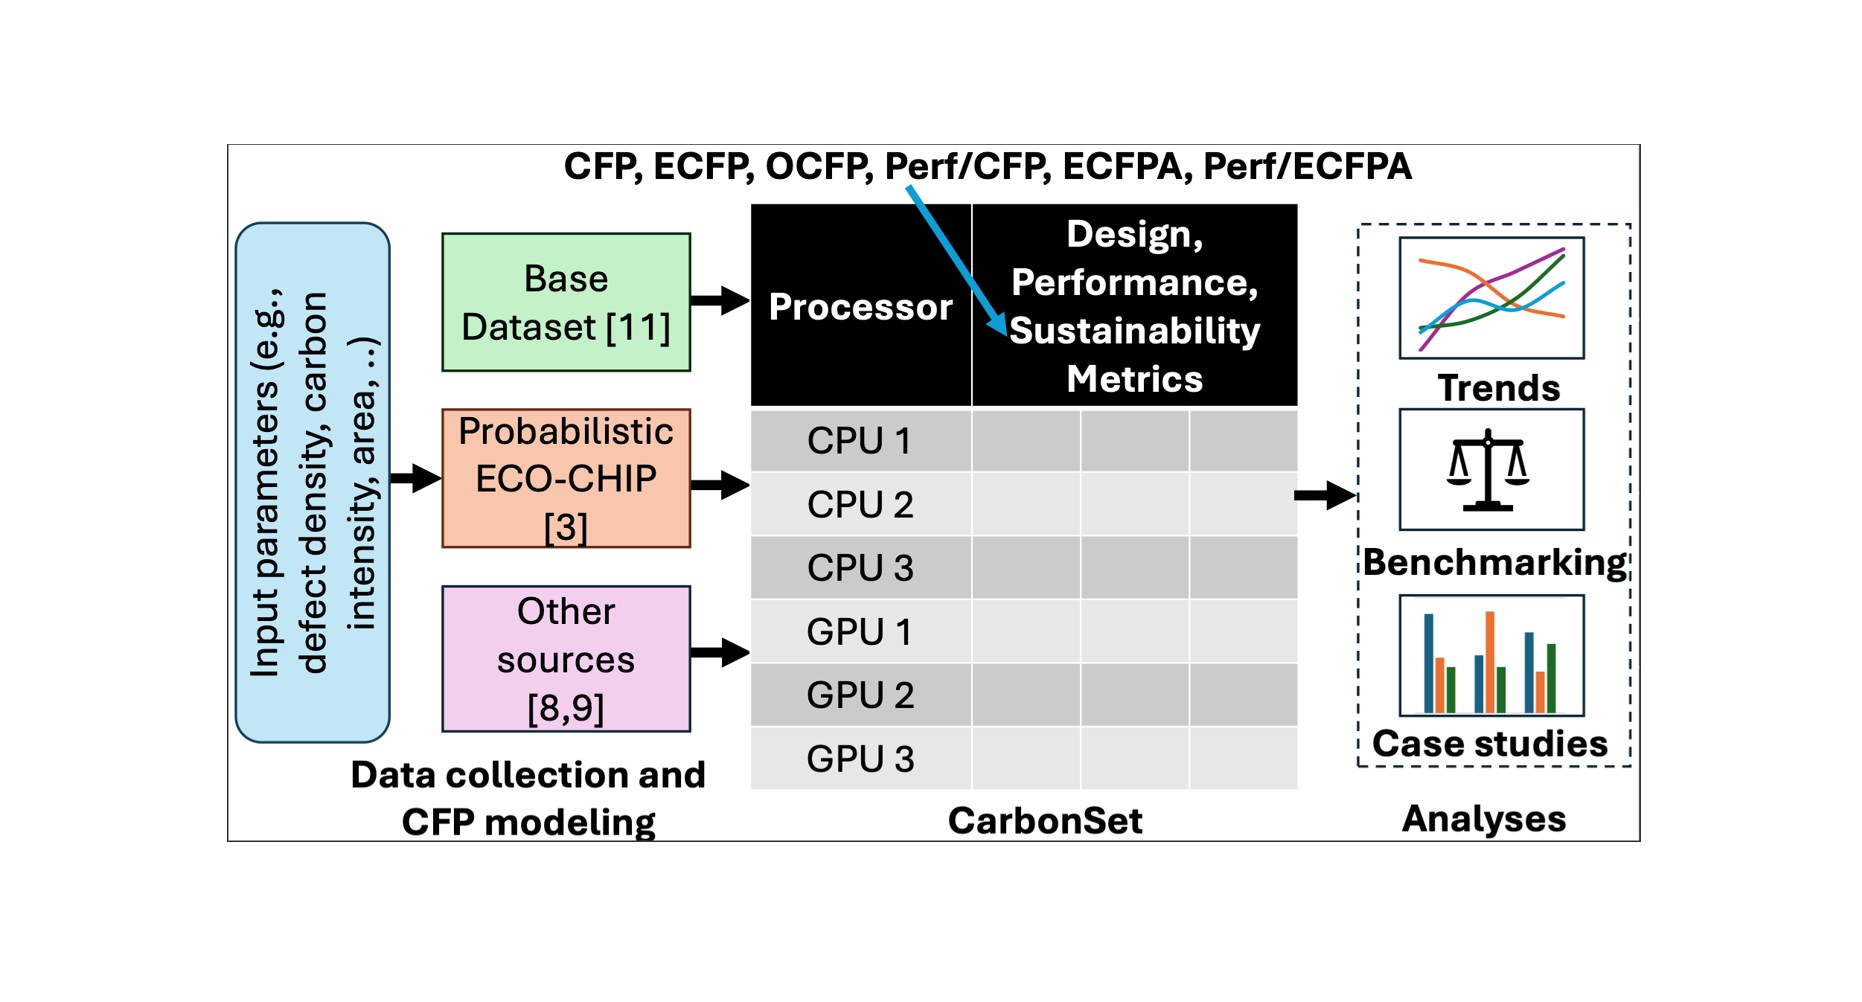 CFP, ECFP, OCFP, Perf/CFP, ECFPA, Perf/ECFPA
Input parameters (e.g.,
defect density, carbon
intensity, area, ..)
Base
Dataset [11]
Probabilistic
ECO-CHIP
[3]
Other
sources
[8,9]
Data collection and
CFP modeling
Processor
Design,
Performance,
Sustainability
Metrics
CPU 1
CPU 2
CPU 3
GPU 1
GPU 2
GPU 3
CarbonSet
Trends
Benchmarking
Case studies
Analyses